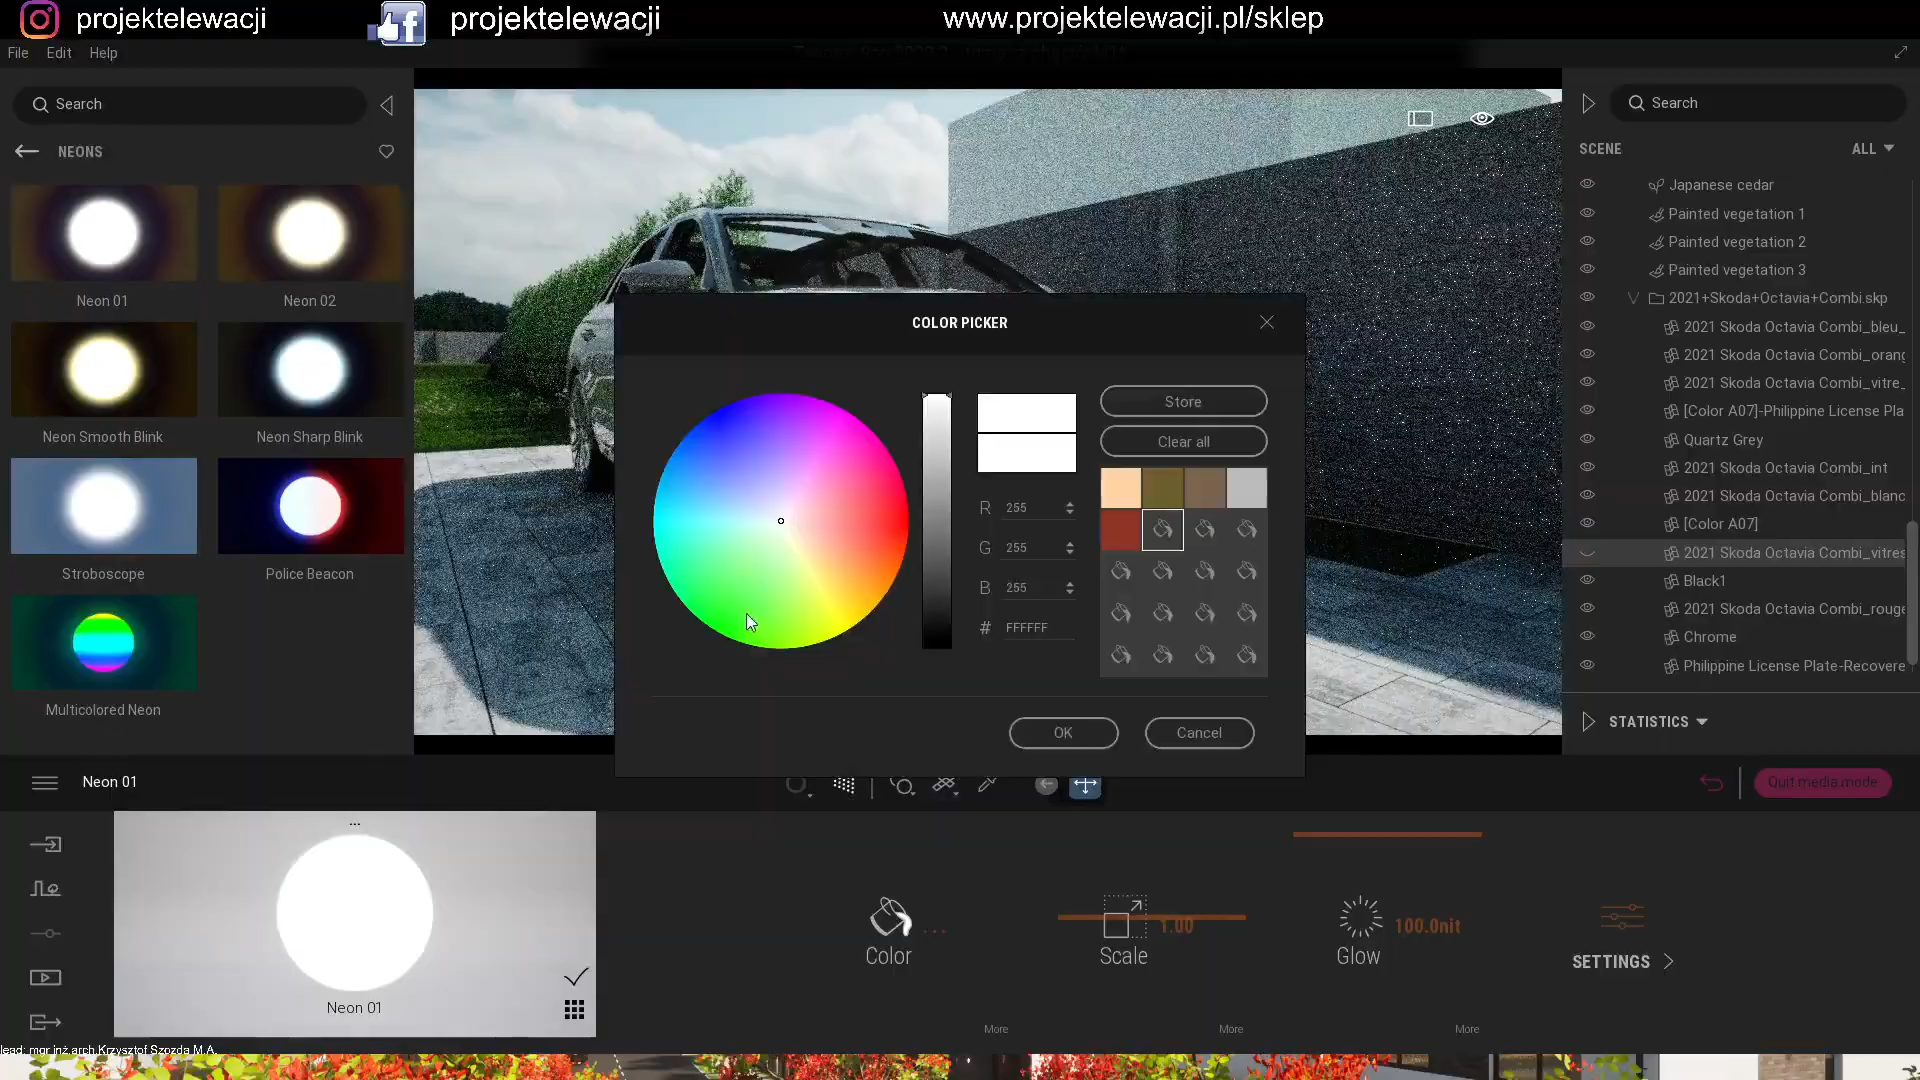 projektelewacji
projektelewacji
www.projektelewacji.pl/sklep
File Edit Help
Search
NEONS
Neon 01
Neon 02
Neon Smooth Blink
Neon Sharp Blink
Stroboscope
Police Beacon
Multicolored Neon
COLOR PICKER
Store
Clear all
R 255
G 255
B 255
# FFFFFF
OK
Cancel
Search
SCENE
ALL
Japanese cedar
Painted vegetation 1
Painted vegetation 2
Painted vegetation 3
2021+Skoda+Octavia+Combi.skp
2021 Skoda Octavia Combi_bleu_
2021 Skoda Octavia Combi_orang
2021 Skoda Octavia Combi_vitre_
[Color A07]-Philippine License Pla
Quartz Grey
2021 Skoda Octavia Combi_int
2021 Skoda Octavia Combi_blanc
[Color A07]
2021 Skoda Octavia Combi_vitres
Black1
2021 Skoda Octavia Combi_rouge
Chrome
Philippine License Plate-Recovere
STATISTICS
Neon 01
Quit media mode
...
Neon 01
Color
...
Scale
1.00
Glow
100.0nit
SETTINGS
More
More
More
lead: mgr inż.arch.Krzysztof Szozda M.A.